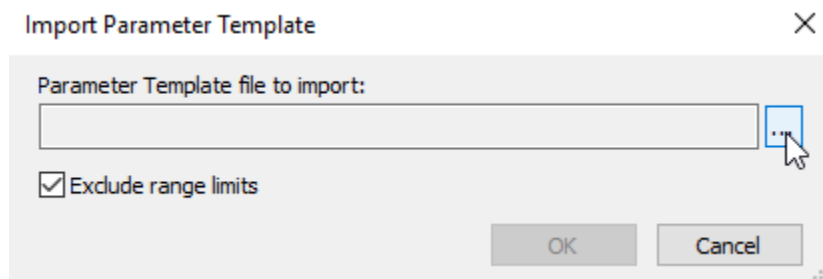 Import Parameter Template
Parameter Template file to import:
...
Exclude range limits
OK Cancel